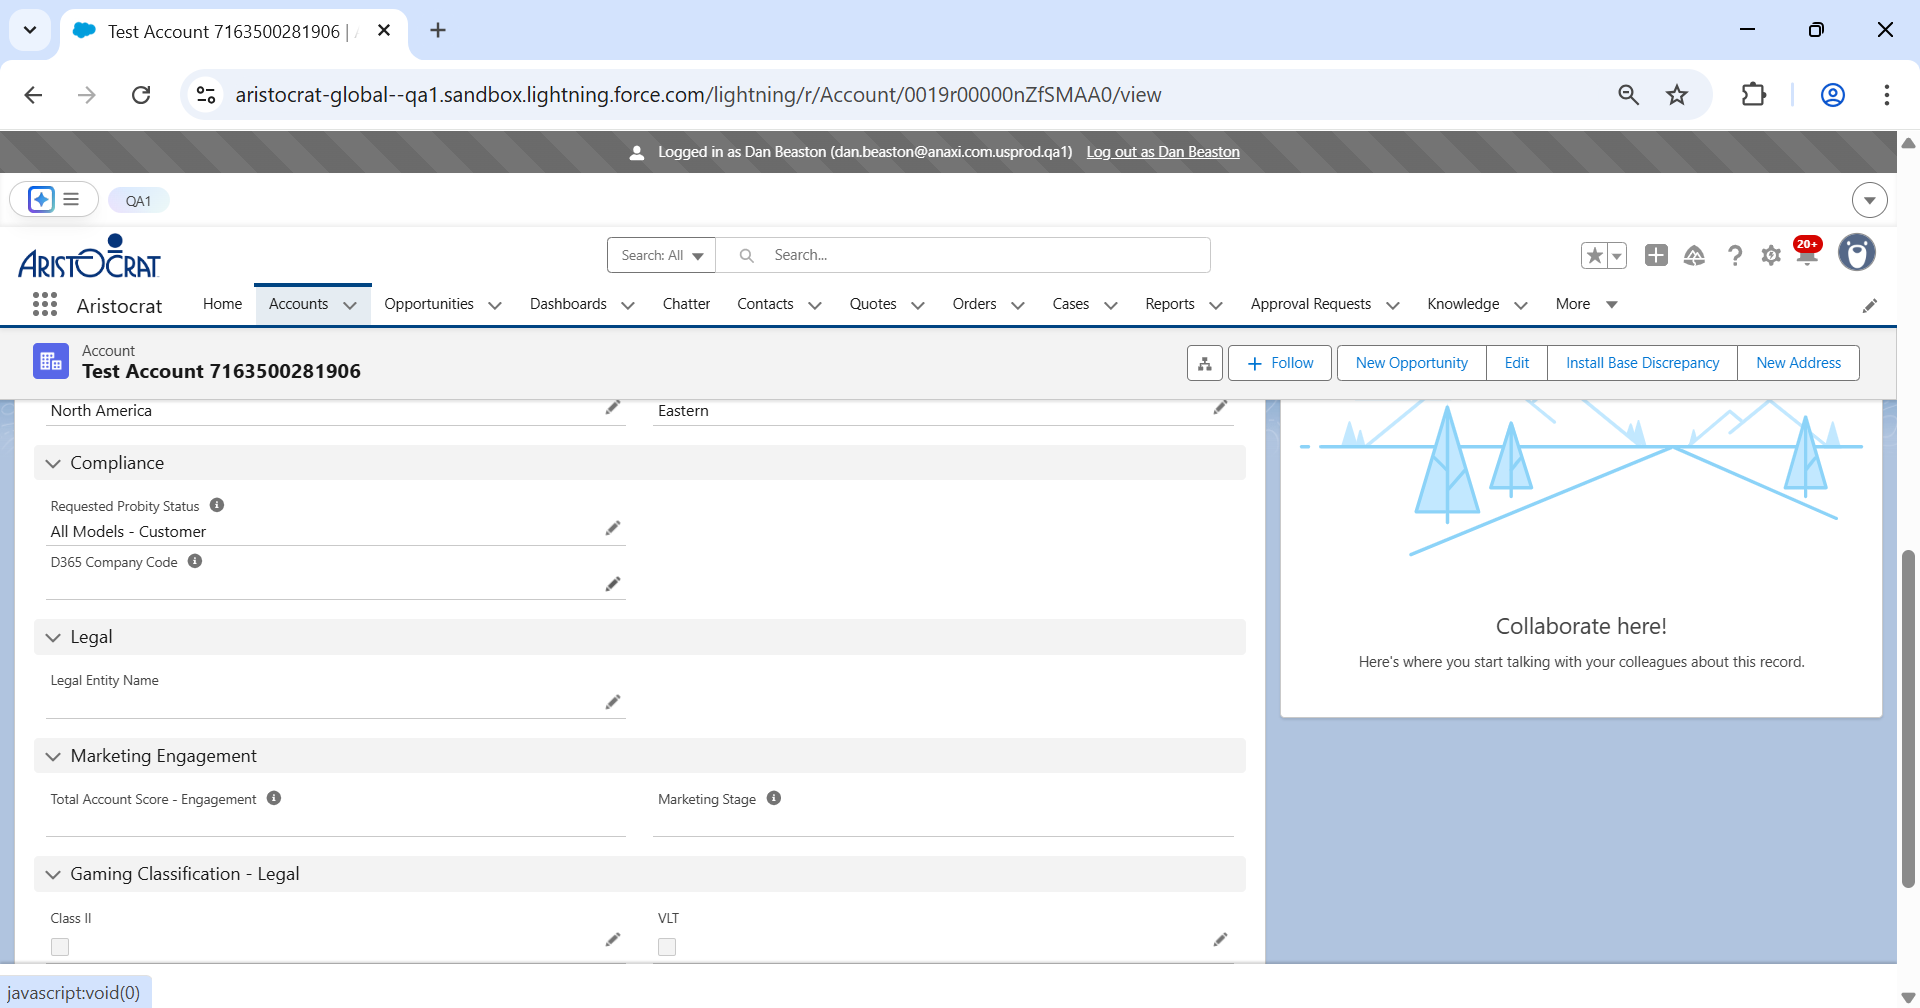 Test Account 7163500281906 |
aristocrat-global--qa1.sandbox.lightning.force.com/lightning/r/Account/0019r00000nZfSMAA0/view
Logged in as Dan Beaston (dan.beaston@anaxi.com.usprod.qa1) Log out as Dan Beaston
QA1
ARISTOCRAT
Search: All
Search...
20+
Aristocrat Home Accounts Opportunities Dashboards Chatter Contacts Quotes Orders Cases Reports Approval Requests Knowledge More
Account
Test Account 7163500281906
Follow New Opportunity Edit Install Base Discrepancy New Address
North America Eastern
Compliance
Requested Probity Status
All Models - Customer
D365 Company Code
Legal
Legal Entity Name
Marketing Engagement
Total Account Score - Engagement Marketing Stage
Gaming Classification - Legal
Class II VLT
Collaborate here!
Here's where you start talking with your colleagues about this record.
javascript:void(0)